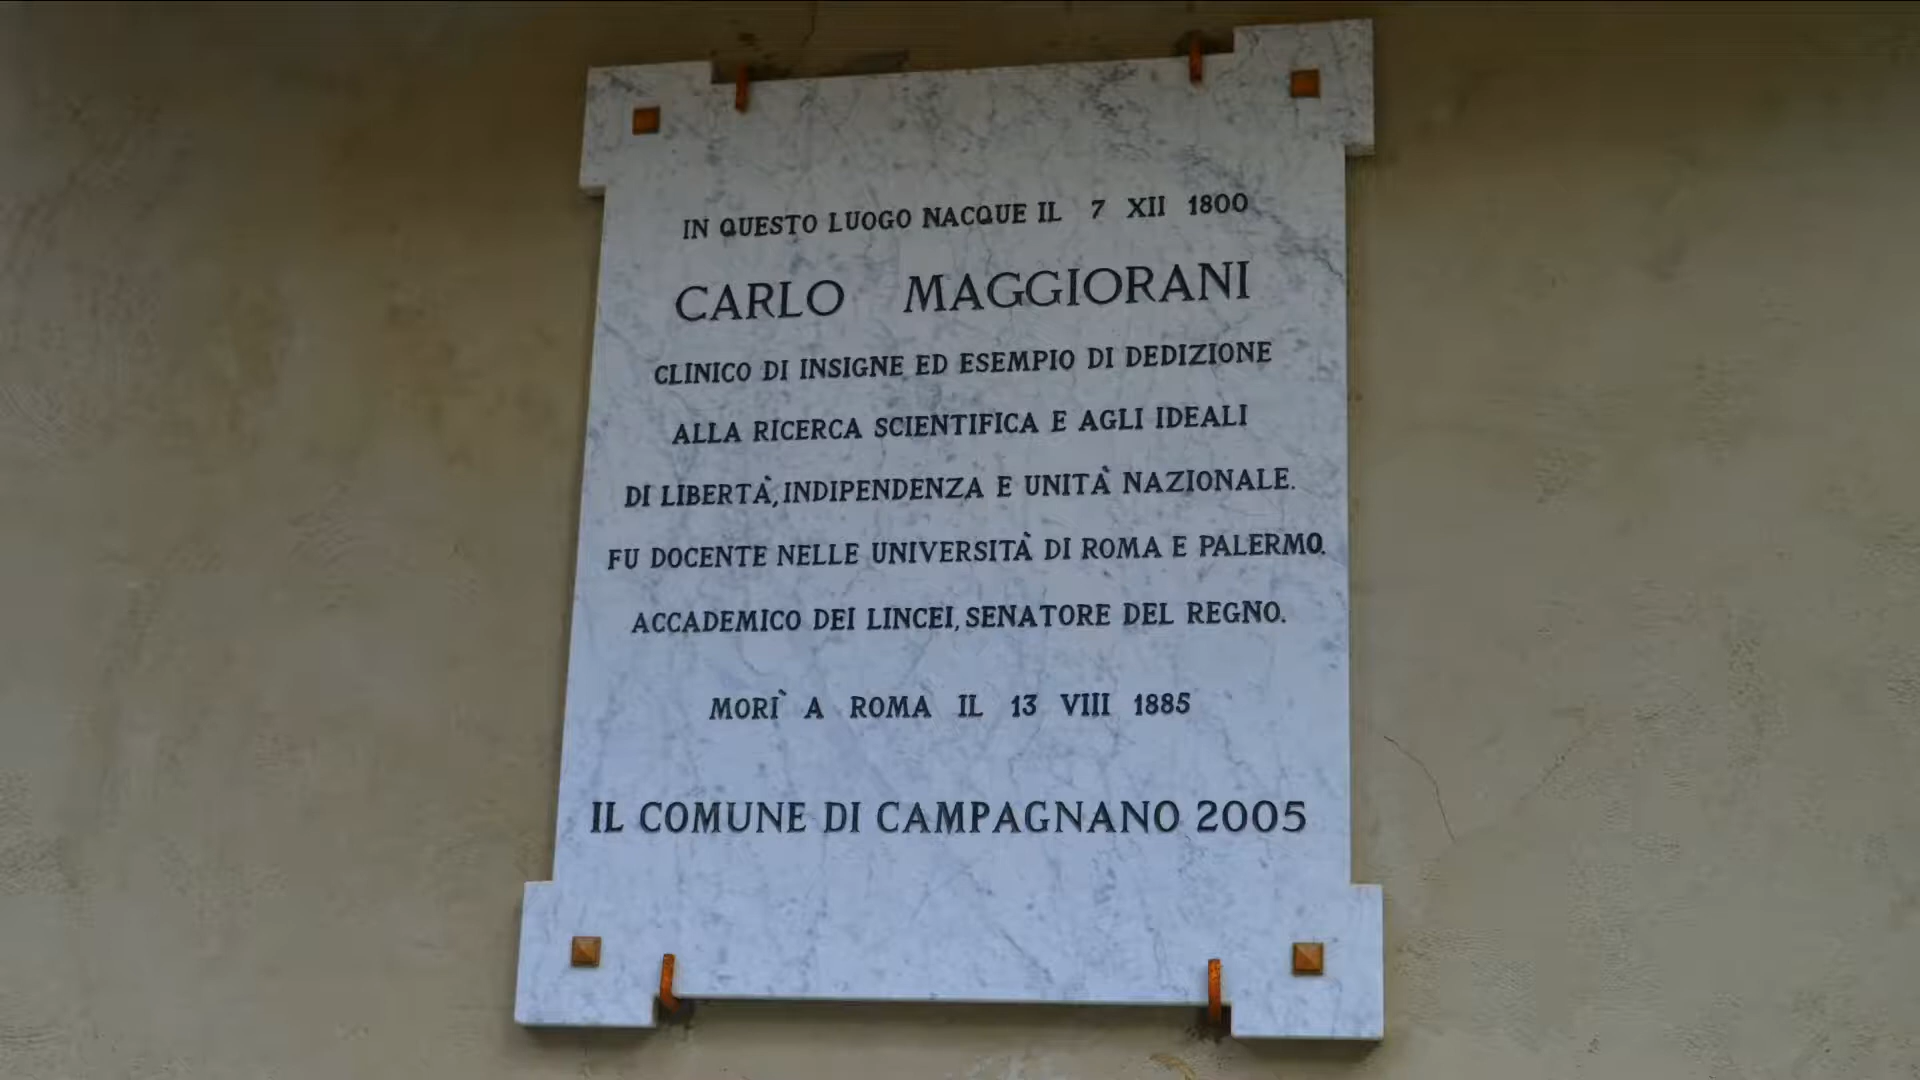 IN QUESTO LUOGO NACQUE IL 7 XII 1800
CARLO MAGGIORANI
CLINICO DI INSIGNE ED ESEMPIO DI DEDIZIONE
ALLA RICERCA SCIENTIFICA E AGLI IDEALI
DI LIBERTÀ, INDIPENDENZA E UNITÀ NAZIONALE.
FU DOCENTE NELLE UNIVERSITÀ DI ROMA E PALERMO.
ACCADEMICO DEI LINCEI, SENATORE DEL REGNO.
MORÌ A ROMA IL 13 VIII 1885
IL COMUNE DI CAMPAGNANO 2005